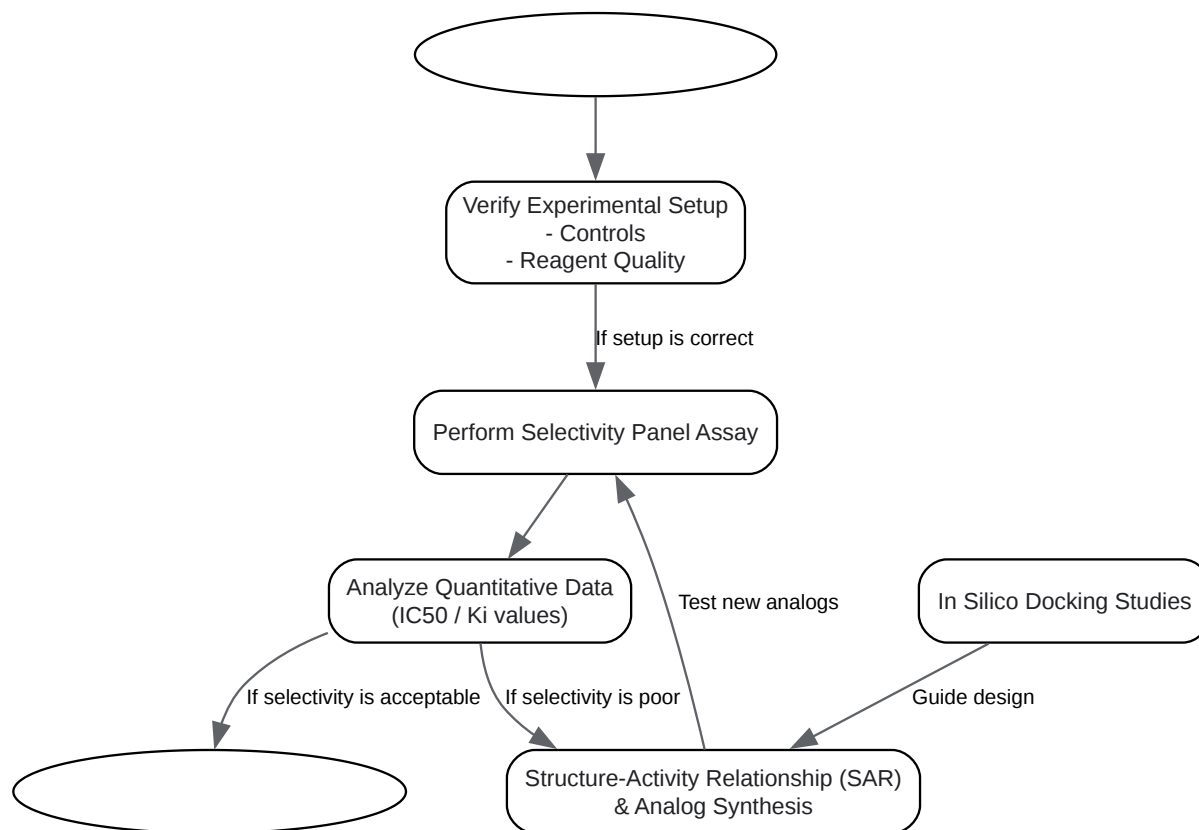 Verify Experimental Setup
- Controls
- Reagent Quality
If setup is correct
Perform Selectivity Panel Assay
Analyze Quantitative Data
(IC50 / Ki values)
Test new analogs
In Silico Docking Studies
If selectivity is acceptable
If selectivity is poor
Guide design
Structure-Activity Relationship (SAR)
& Analog Synthesis